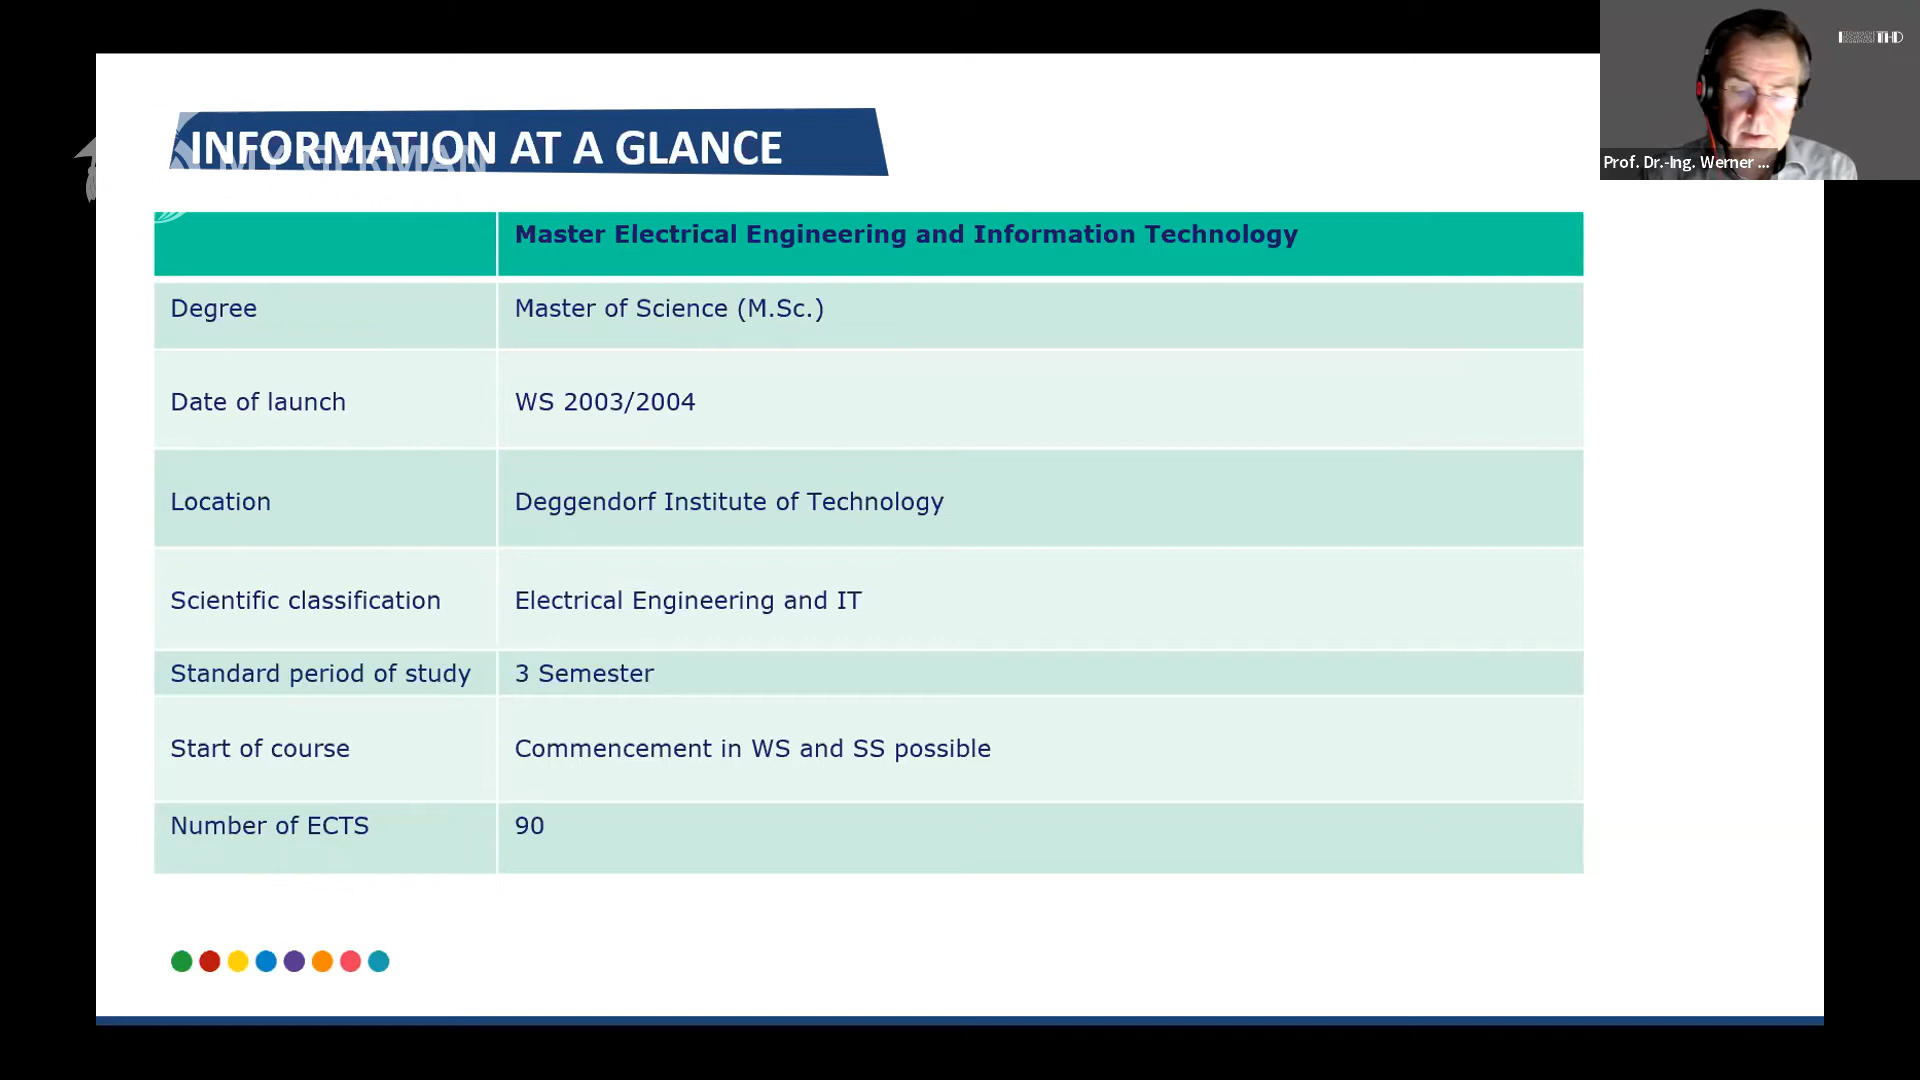 INFORMATION AT A GLANCE
MY GERMAN
THD
Prof. Dr.-Ing. Werner ...
Master Electrical Engineering and Information Technology
Degree Master of Science (M.Sc.)
Date of launch WS 2003/2004
Location Deggendorf Institute of Technology
Scientific classification Electrical Engineering and IT
Standard period of study 3 Semester
Start of course Commencement in WS and SS possible
Number of ECTS 90